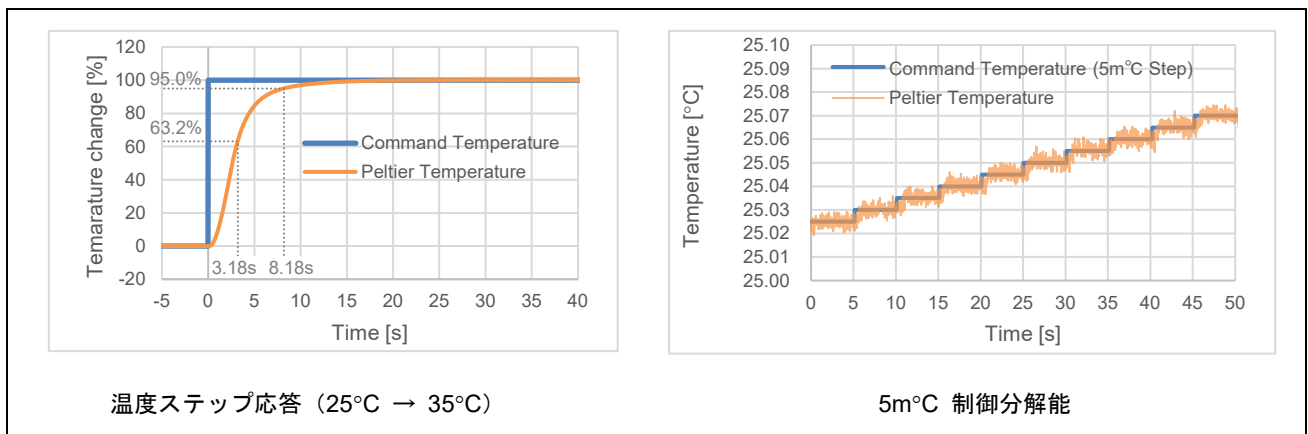 120
100
80
60
40
20
0
-20
95.0%
63.2%
Temarature change [%]
Command Temperature
Peltier Temperature
3.18s 8.18s
-5 0 5 10 15 20 25 30 35 40
Time [s]
温度ステップ応答（25°C → 35°C）
25.10
25.09
25.08
25.07
25.06
25.05
25.04
25.03
25.02
25.01
25.00
Temperature [°C]
Command Temperature (5m℃ Step)
Peltier Temperature
0 5 10 15 20 25 30 35 40 45 50
Time [s]
5m°C 制御分解能